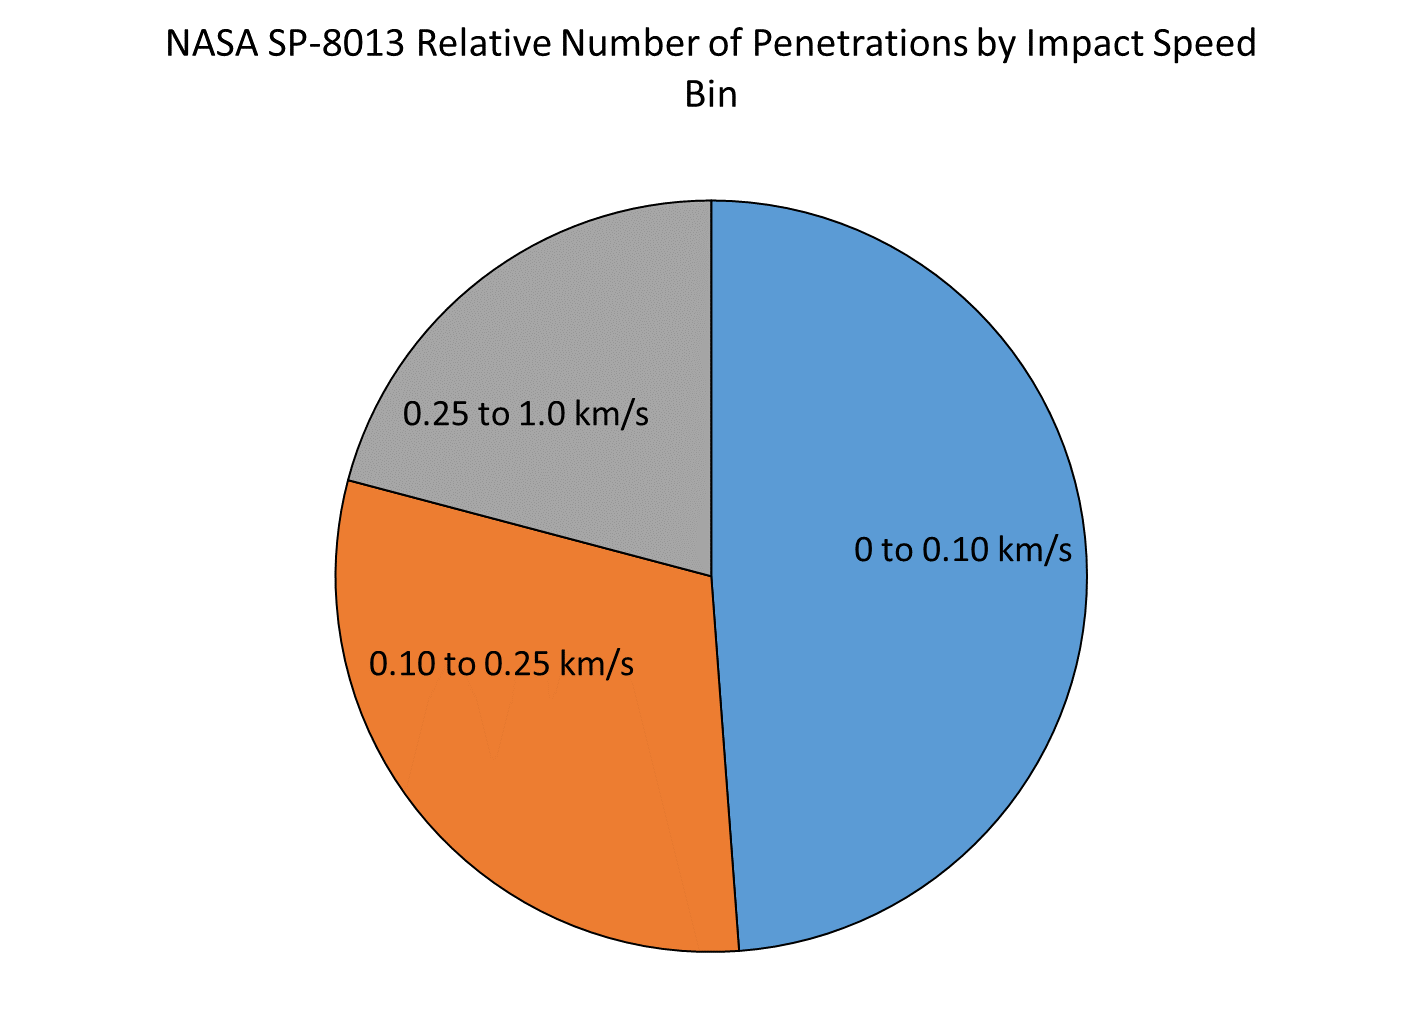 NASA SP-8013 Relative Number of Penetrations by Impact Speed
Bin
0.25 to 1.0 km/s
0 to 0.10 km/s
0.10 to 0.25 km/s